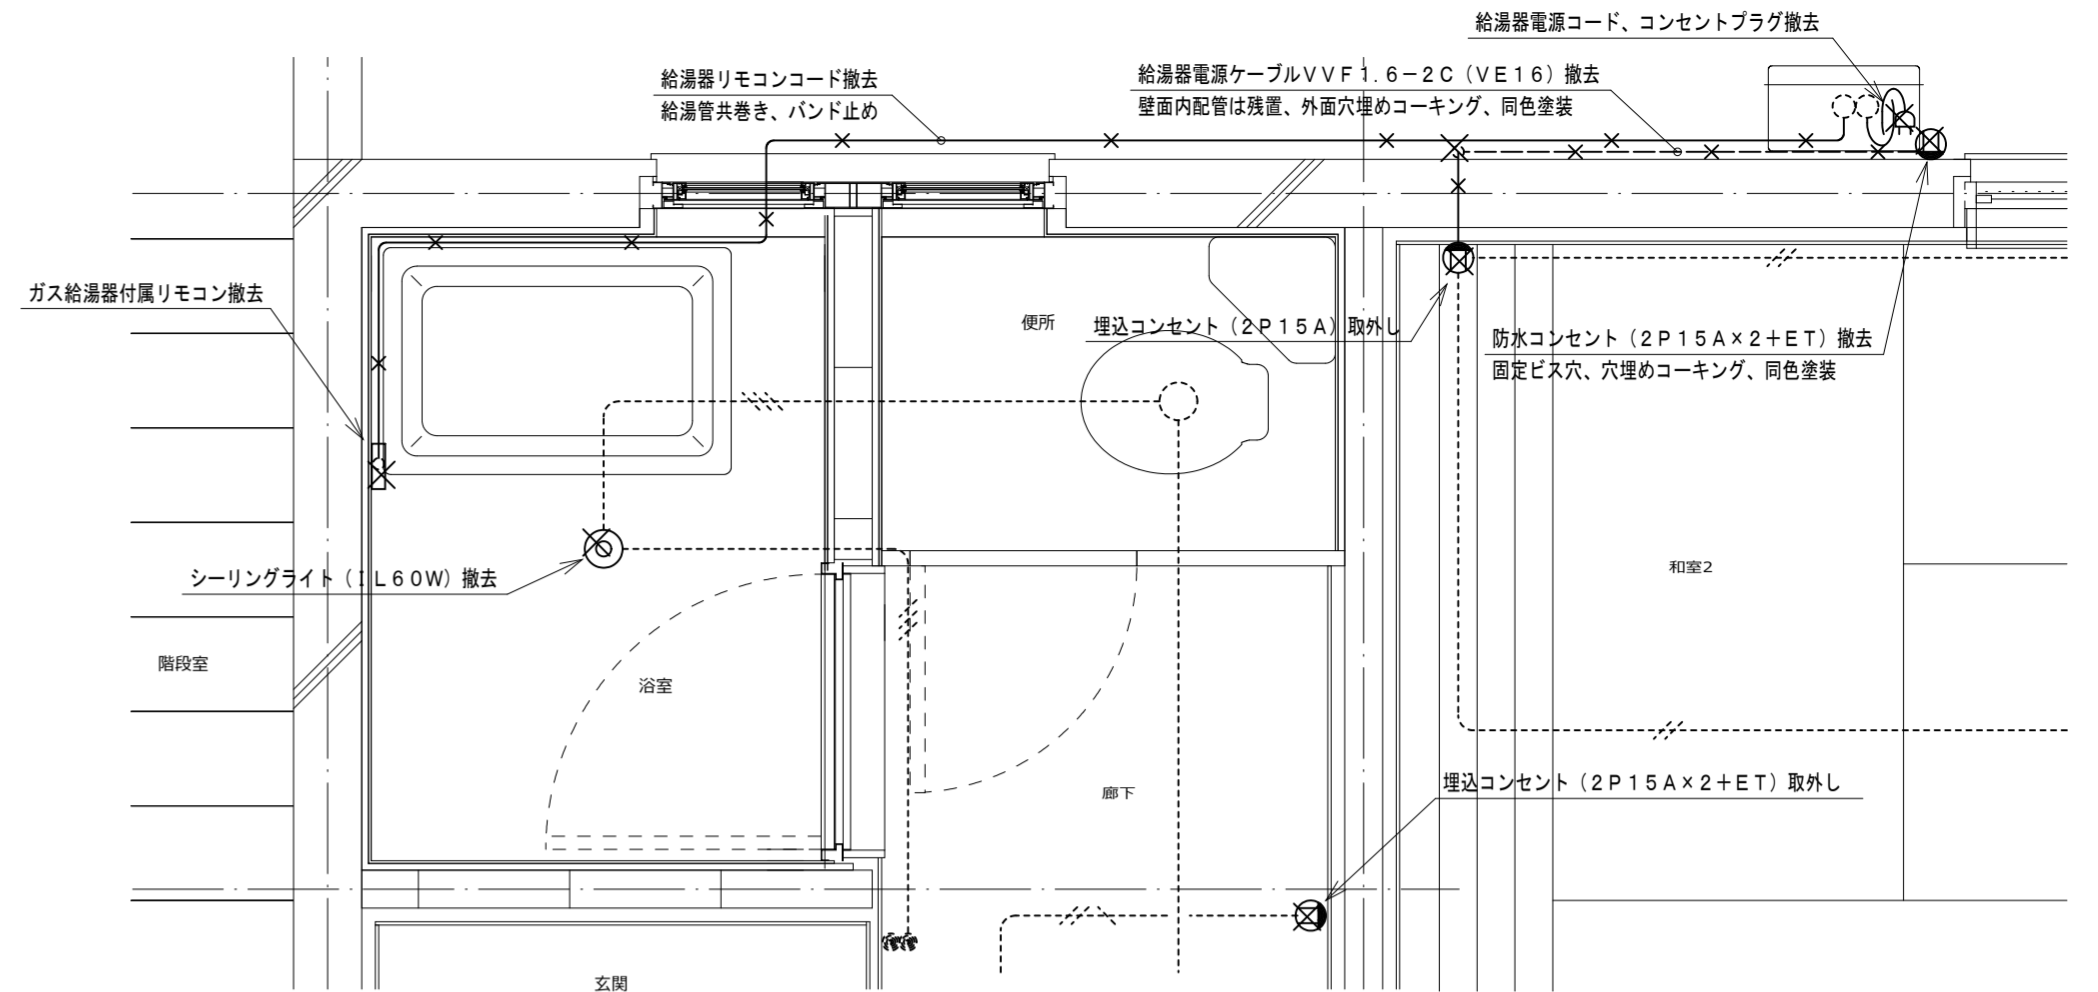 給湯器電源コード、コンセントプラグ撤去
給湯器リモコンコード撤去
給湯管共巻き、バンド止め
給湯器電源ケーブルVVF1.6-2C(VE16)撤去
壁面内配管は残置、外面穴埋めコーキング、同色塗装
ガス給湯器付属リモコン撤去
便所
埋込コンセント(2P15A)取外し
防水コンセント(2P15A×2+ET)撤去
固定ビス穴、穴埋めコーキング、同色塗装
シーリングライト(IL60W)撤去
和室2
階段室
浴室
廊下
埋込コンセント(2P15A×2+ET)取外し
玄関